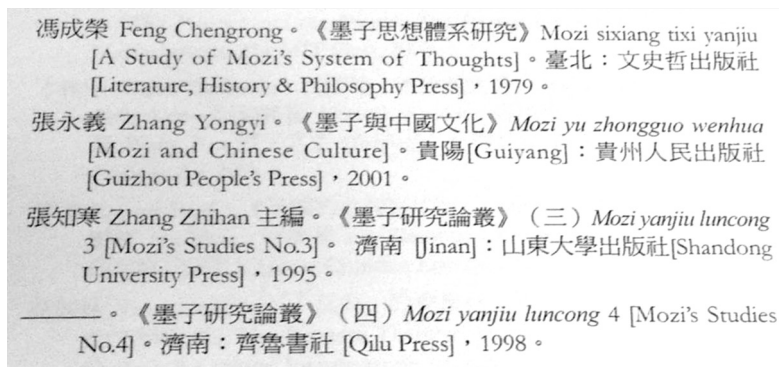 馮成榮 Feng Chengrong。《墨子思想體系研究》Mozi sixiang tixi yanjiu
[A Study of Mozi's System of Thoughts]。臺北：文史哲出版社
[Literature, History & Philosophy Press]，1979。
張永義 Zhang Yongyi。《墨子與中國文化》Mozi yu zhongguo wenhua
[Mozi and Chinese Culture]。貴陽[Guiyang]：貴州人民出版社
[Guizhou People's Press]，2001。
張知寒 Zhang Zhihan 主編。《墨子研究論叢》（三）Mozi yanjiu luncong
3 [Mozi's Studies No.3]。 濟南 [Jinan]：山東大學出版社[Shandong
University Press]，1995。
———。《墨子研究論叢》（四）Mozi yanjiu luncong 4 [Mozi's Studies
No.4]。濟南：齊魯書社 [Qilu Press]，1998。